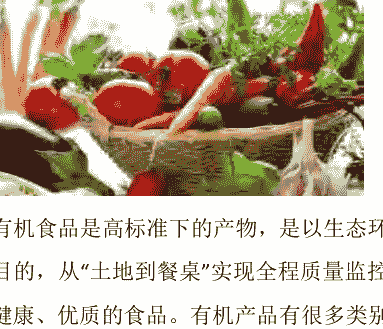 有机食品是高标准下的产物，是以生态环
目的，从“土地到餐桌”实现全程质量监控
健康、优质的食品。有机产品有很多类别